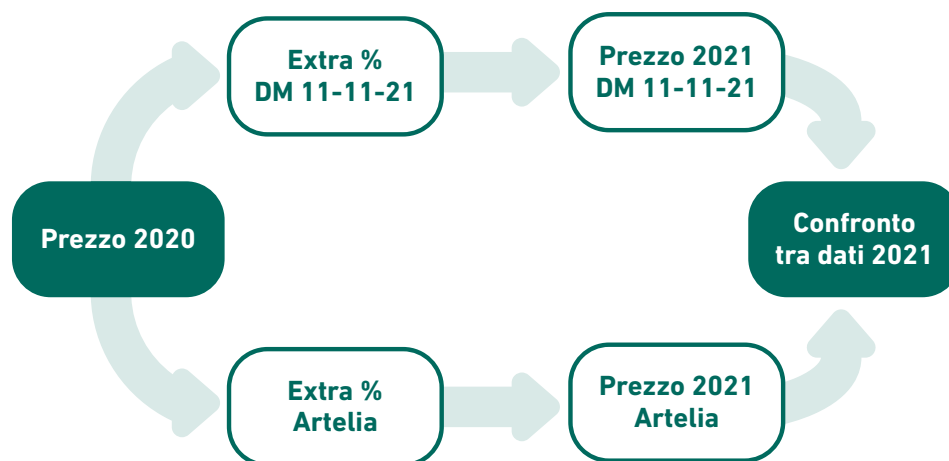 Extra %
DM 11-11-21
Prezzo 2021
DM 11-11-21
Prezzo 2020
Confronto
tra dati 2021
Extra %
Artelia
Prezzo 2021
Artelia